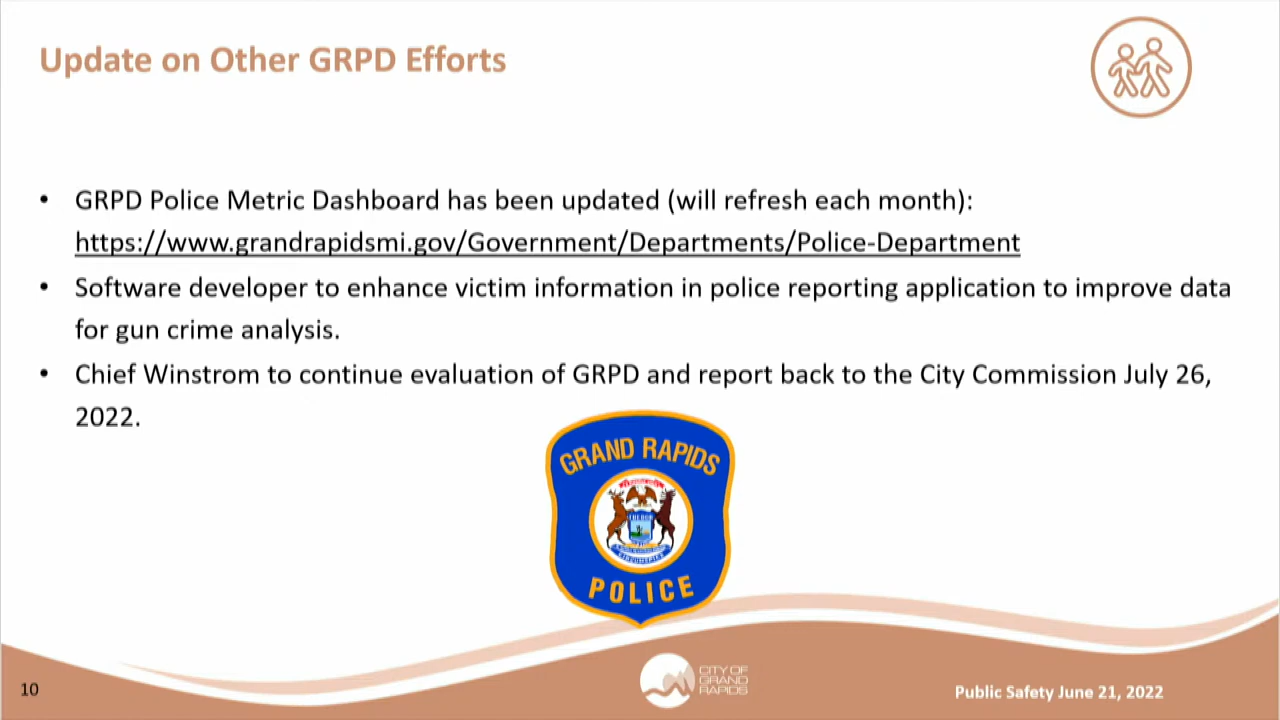 Update on Other GRPD Efforts
• GRPD Police Metric Dashboard has been updated (will refresh each month):
https://www.grandrapidsmi.gov/Government/Departments/Police-Department
• Software developer to enhance victim information in police reporting application to improve data
for gun crime analysis.
• Chief Winstrom to continue evaluation of GRPD and report back to the City Commission July 26,
2022.
GRAND RAPIDS
TUEBOR
CIRCUMSPICE
POLICE
10
CITY OF
GRAND
RAPIDS
Public Safety June 21, 2022